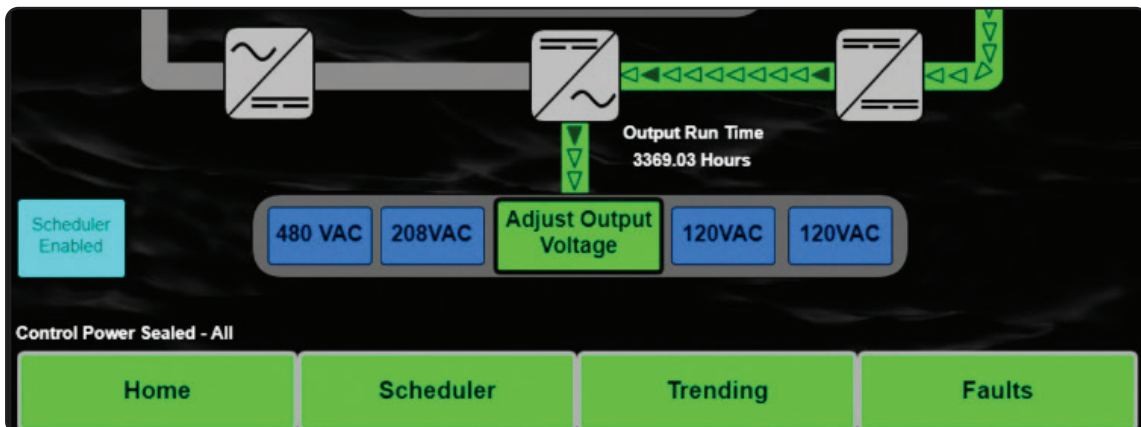 Output Run Time
3369.03 Hours
Scheduler
Enabled
480 VAC
208VAC
Adjust Output
Voltage
120VAC
120VAC
Control Power Sealed - All
Home
Scheduler
Trending
Faults